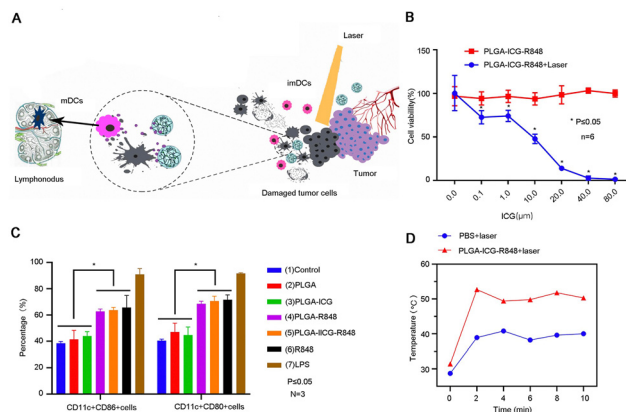 A
Laser
imDCs
mDCs
Lymphonodus
Tumor
Damaged tumor cells
B
PLGA-ICG-R848
PLGA-ICG-R848+Laser
Cell viability(%)
150
100
50
0
* P≤0.05
n=6
* * * * * *
0.0 0.1 1.0 10.0 20.0 40.0 80.0
ICG(μm)
C
Percentage (%)
100
80
60
40
20
0
* *
CD11c+CD86+cells CD11c+CD80+cells
(1)Control
(2)PLGA
(3)PLGA-ICG
(4)PLGA-R848
(5)PLGA-IICG-R848
(6)R848
(7)LPS
P≤0.05
N=3
D
PBS+laser
PLGA-ICG-R848+laser
Temperature (°C)
60
50
40
30
0 2 4 6 8 10
Time (min)